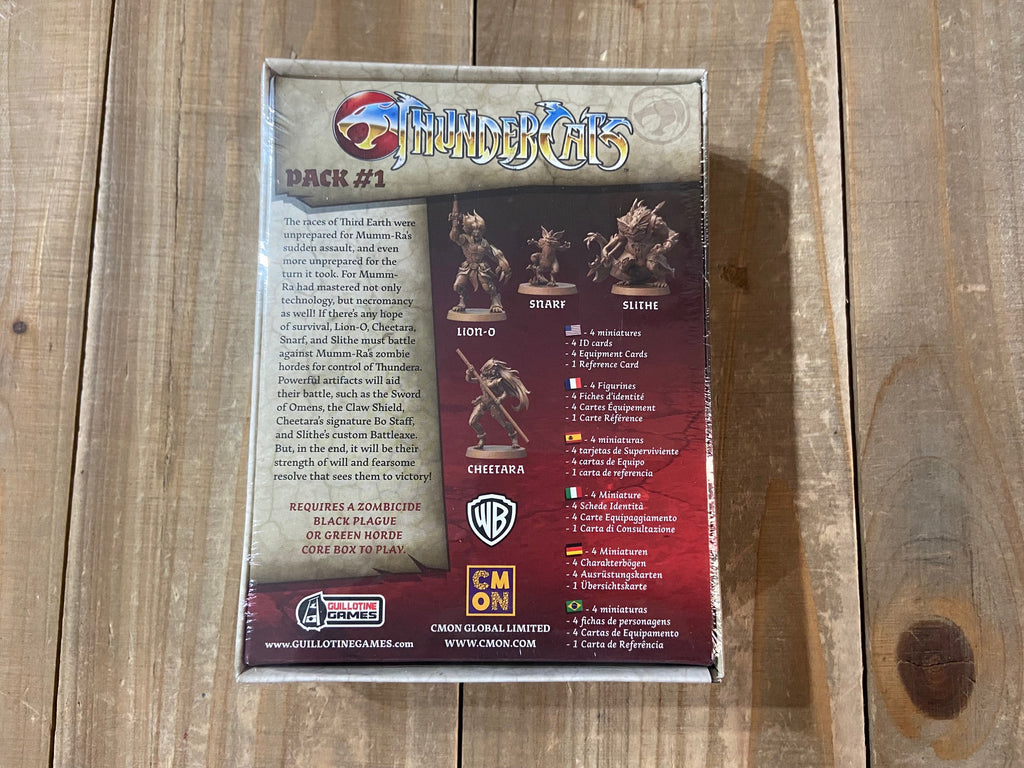 THUNDERCATS
PACK #1
The races of Third Earth were
unprepared for Mumm-Ra's
sudden assault, and even
more unprepared for the
turn it took. For Mumm-
Ra had mastered not only
technology, but necromancy
as well! If there's any hope
of survival, Lion-O, Cheetara,
Snarf, and Slithe must battle
against Mumm-Ra's zombie
hordes for control of Thundera.
Powerful artifacts will aid
their battle, such as the Sword
of Omens, the Claw Shield,
Cheetara's signature Bo Staff,
and Slithe's custom Battleaxe.
But, in the end, it will be their
strength of will and fearsome
resolve that sees them to victory!
REQUIRES A ZOMBICIDE
BLACK PLAGUE
OR GREEN HORDE
CORE BOX TO PLAY.
GUILLOTINE
GAMES
WWW.GUILLOTINEGAMES.com
LION-O
SNARF
SLITHE
CHEETARA
WB
CMON
CMON GLOBAL LIMITED
WWW.CMON.COM
- 4 miniatures
- 4 ID cards
- 4 Equipment Cards
- 1 Reference Card
- 4 Figurines
- 4 Fiches d'identité
- 4 Cartes Équipement
- 1 Carte Référence
- 4 miniaturas
- 4 tarjetas de Superviviente
- 4 cartas de Equipo
- 1 carta de referencia
- 4 Miniature
- 4 Schede Identità
- 4 Carte Equipaggiamento
- 1 Carta di Consultazione
- 4 Miniaturen
- 4 Charakterbögen
- 4 Ausrüstungskarten
- 1 Übersichtskarte
- 4 miniaturas
- 4 fichas de personagens
- 4 Cartas de Equipamento
- 1 Carta de Referência